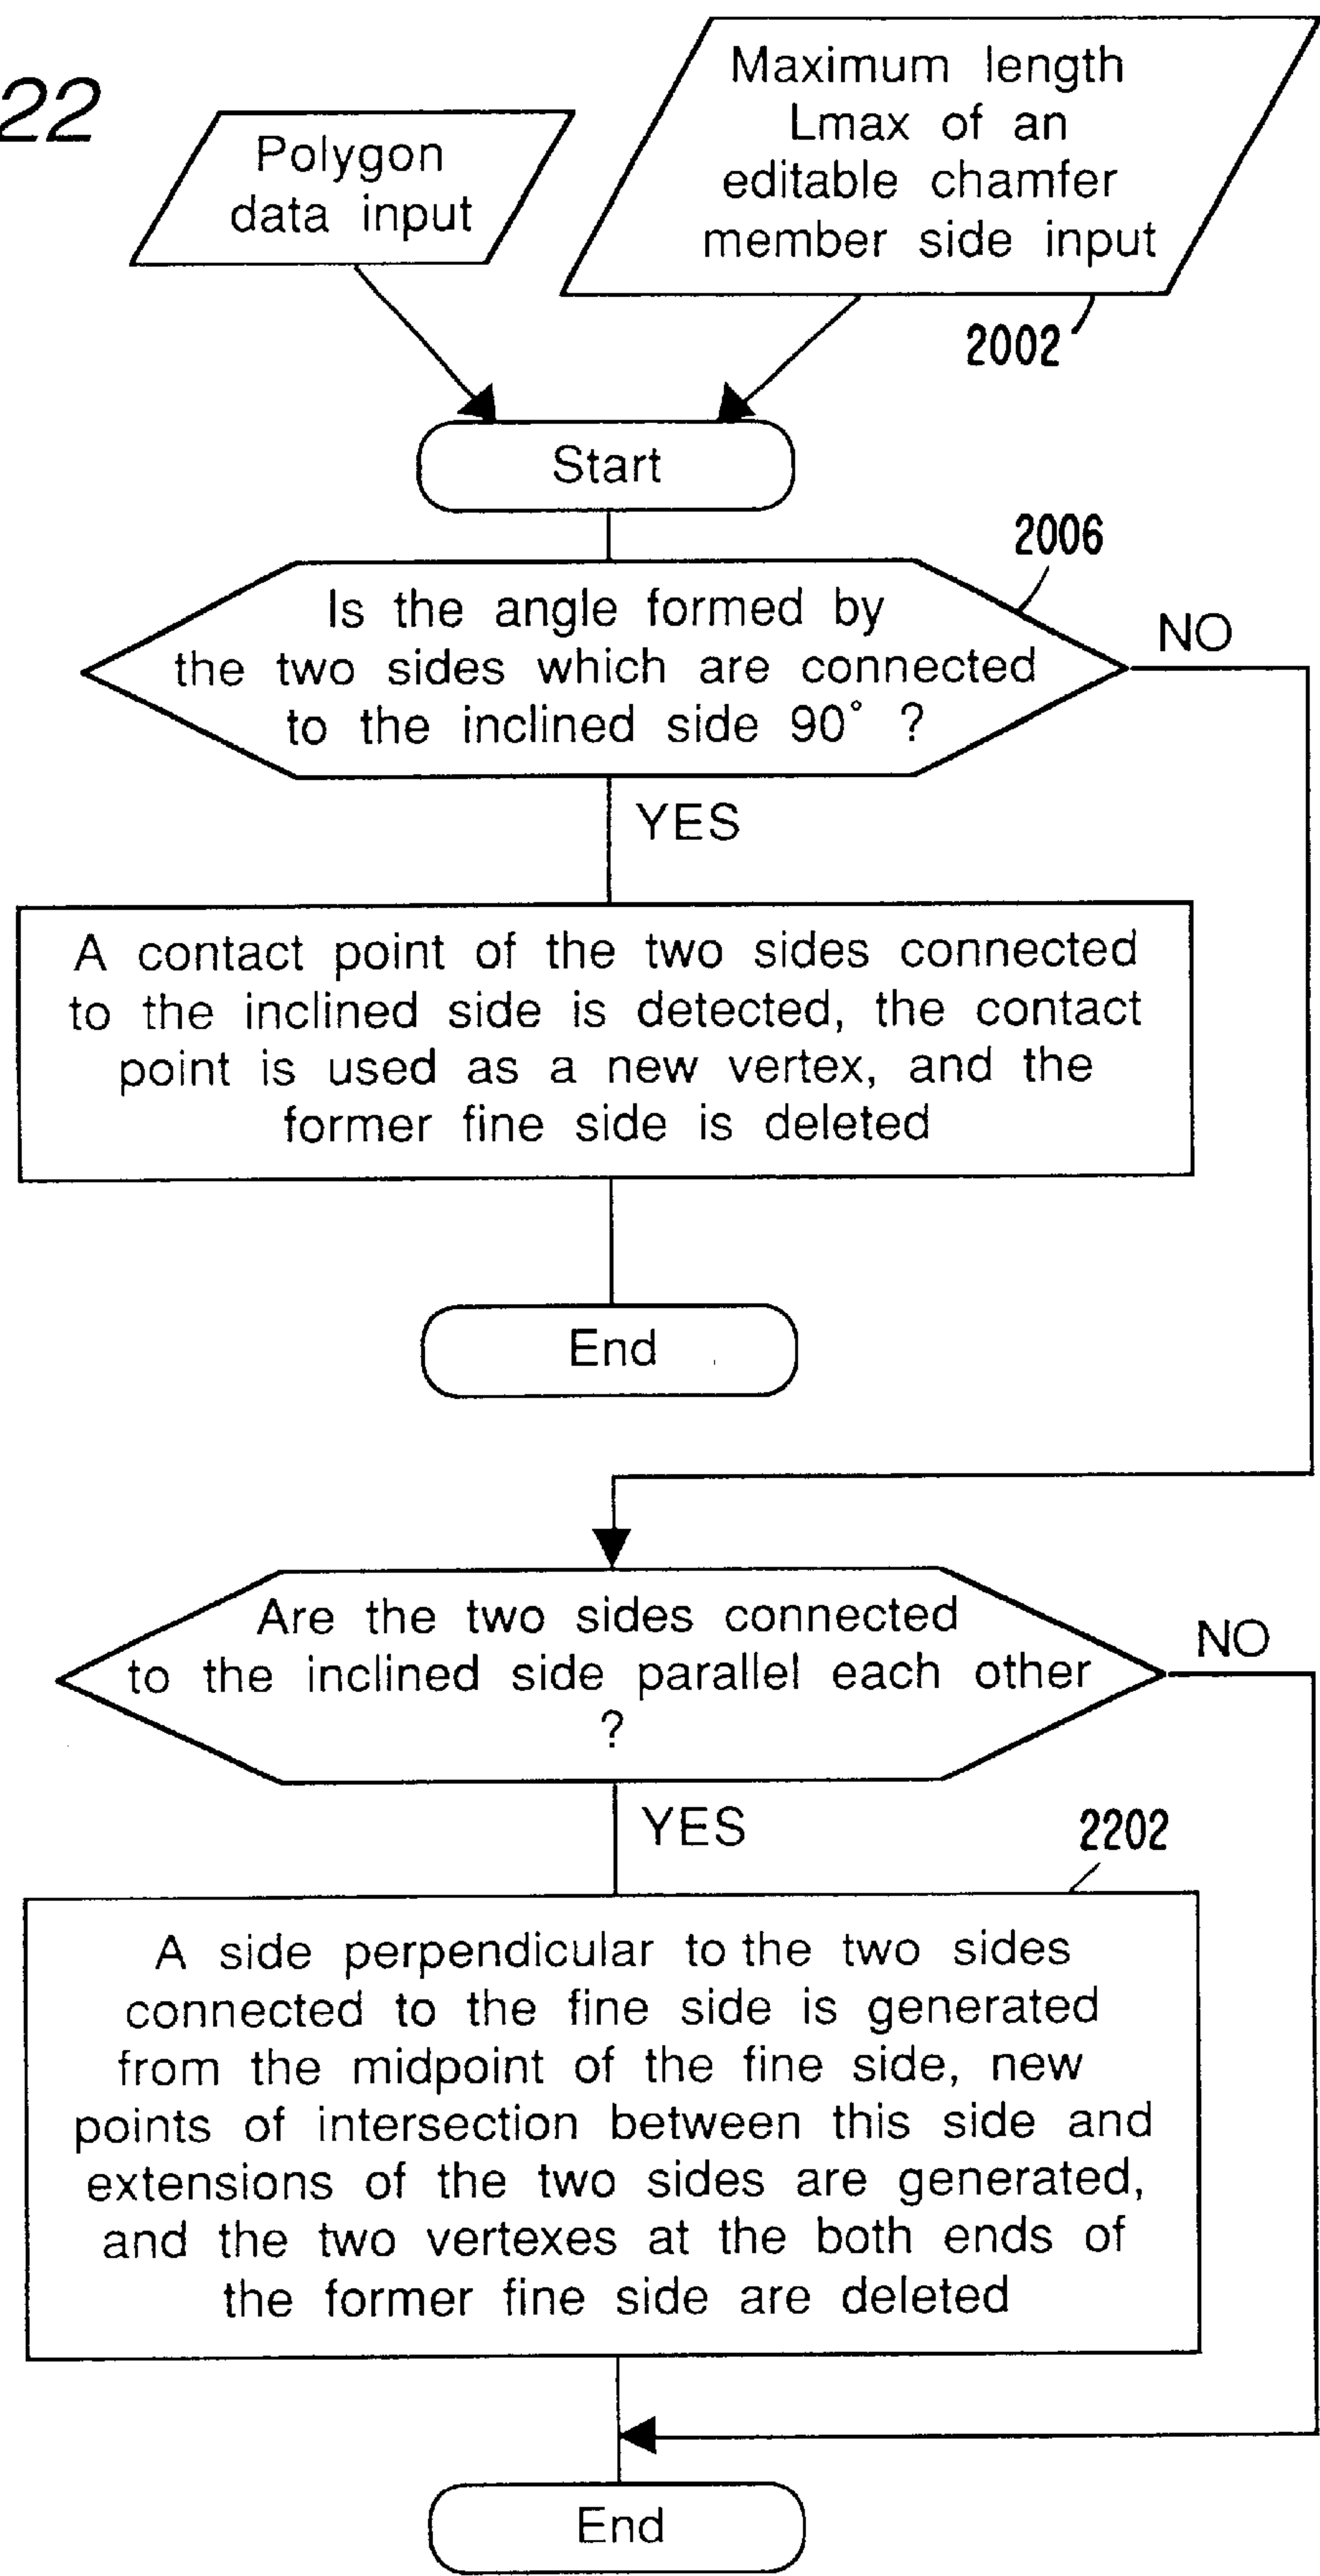 22
Polygon
data input
Maximum length
Lmax of an
editable chamfer
member side input
2002
Start
2006
Is the angle formed by
the two sides which are connected
to the inclined side 90° ?
NO
YES
A contact point of the two sides connected
to the inclined side is detected, the contact
point is used as a new vertex, and the
former fine side is deleted
End
Are the two sides connected
to the inclined side parallel each other
?
NO
YES
2202
A side perpendicular to the two sides
connected to the fine side is generated
from the midpoint of the fine side, new
points of intersection between this side and
extensions of the two sides are generated,
and the two vertexes at the both ends of
the former fine side are deleted
End